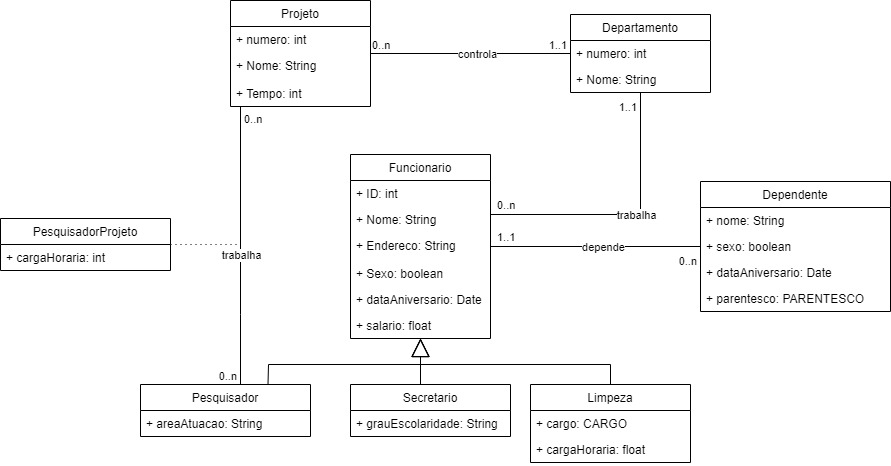 Projeto
+ numero: int
+ Nome: String
+ Tempo: int
0..n
controla
1..1
Departamento
+ numero: int
+ Nome: String
1..1
0..n
Funcionario
+ ID: int
+ Nome: String
+ Endereco: String
+ Sexo: boolean
+ dataAniversario: Date
+ salario: float
0..n
trabalha
1..1
depende
0..n
Dependente
+ nome: String
+ sexo: boolean
+ dataAniversario: Date
+ parentesco: PARENTESCO
PesquisadorProjeto
+ cargaHoraria: int
trabalha
0..n
Pesquisador
+ areaAtuacao: String
Secretario
+ grauEscolaridade: String
Limpeza
+ cargo: CARGO
+ cargaHoraria: float